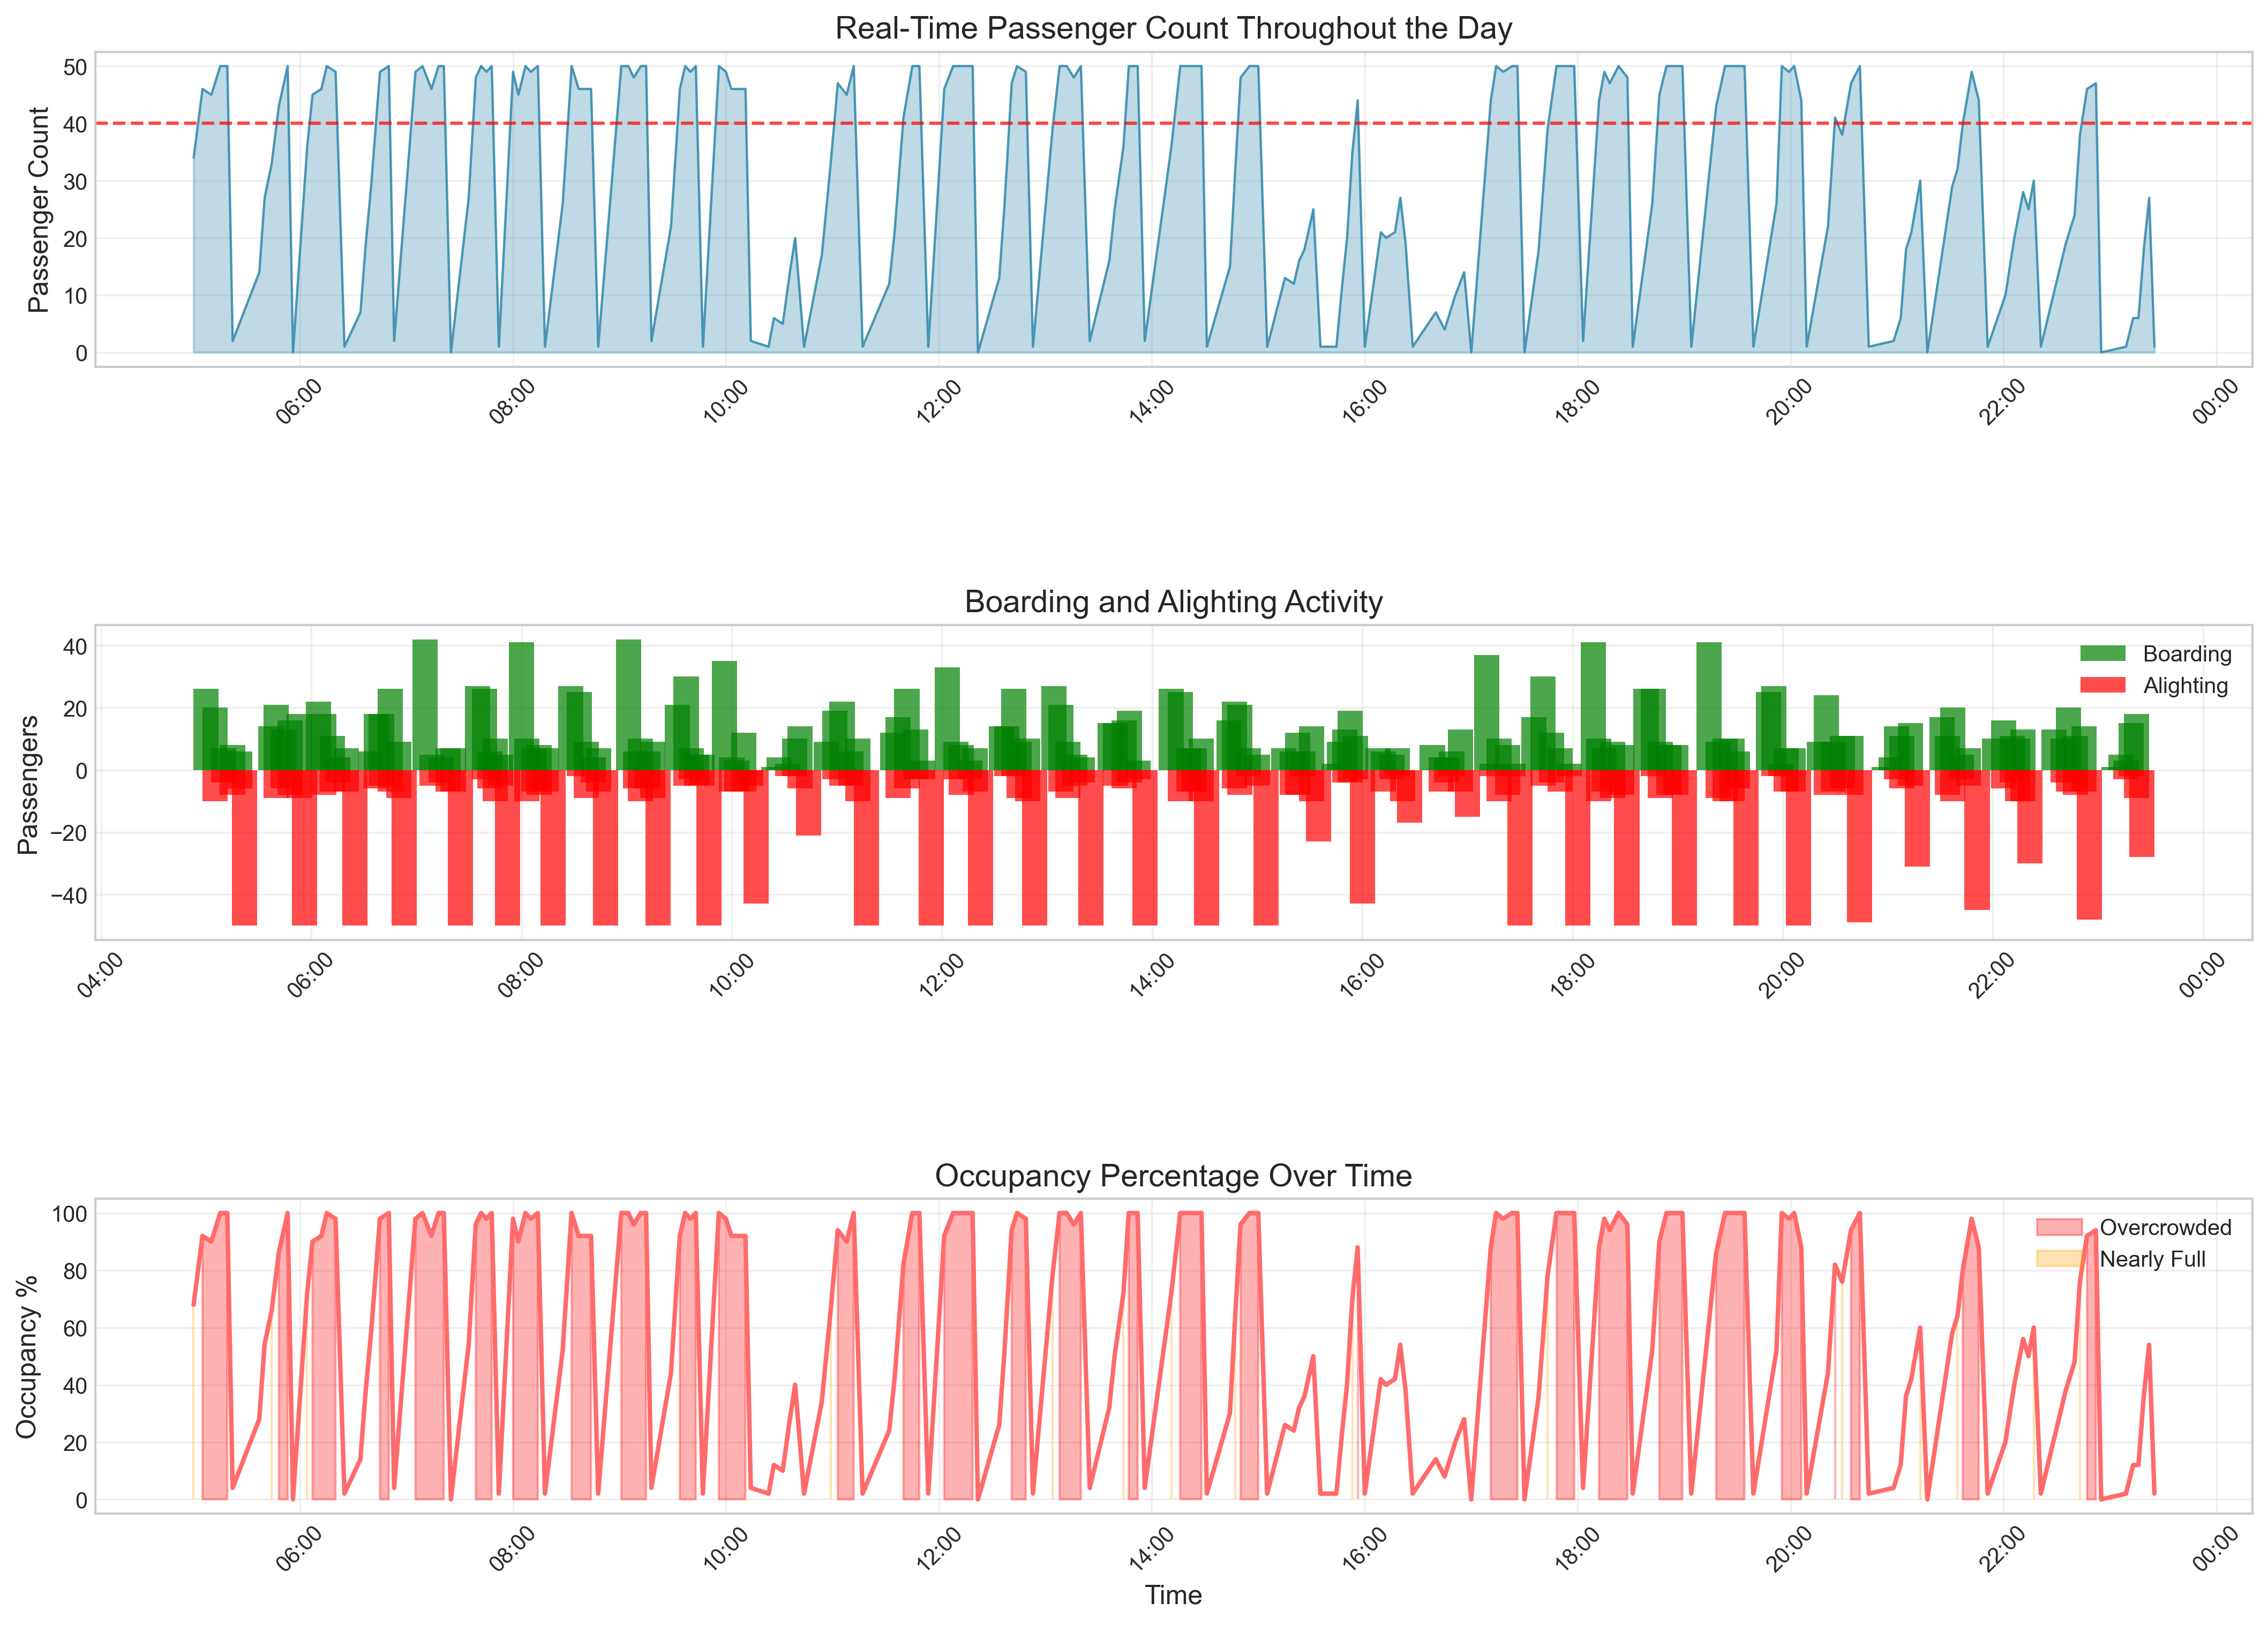 Real-Time Passenger Count Throughout the Day
Passenger Count
50
40
30
20
10
0
06:00 08:00 10:00 12:00 14:00 16:00 18:00 20:00 22:00 00:00
Boarding and Alighting Activity
Passengers
40
20
0
−20
−40
Boarding
Alighting
04:00 06:00 08:00 10:00 12:00 14:00 16:00 18:00 20:00 22:00 00:00
Occupancy Percentage Over Time
Occupancy %
100
80
60
40
20
0
Overcrowded
Nearly Full
06:00 08:00 10:00 12:00 14:00 16:00 18:00 20:00 22:00 00:00
Time